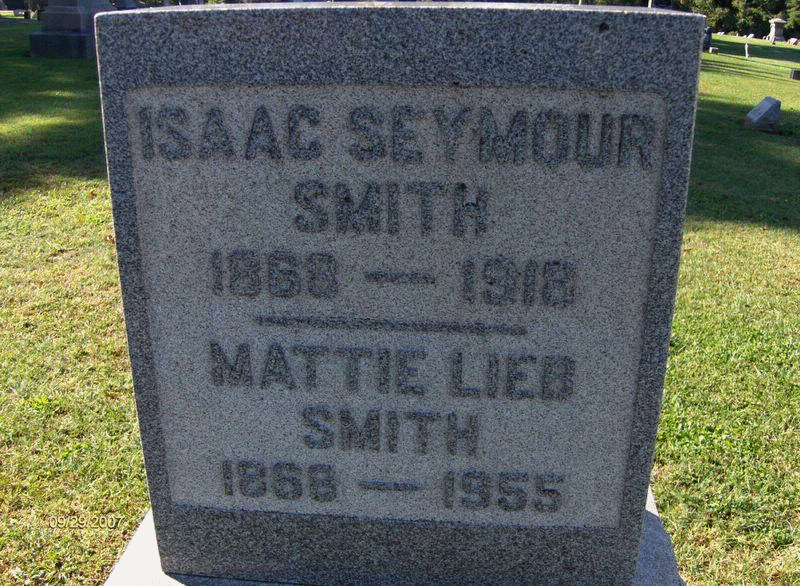 ISAAC SEYMOUR
SMITH
1868 — 1918
MATTIE LIEB
SMITH
1868 — 1955
09/29/2007